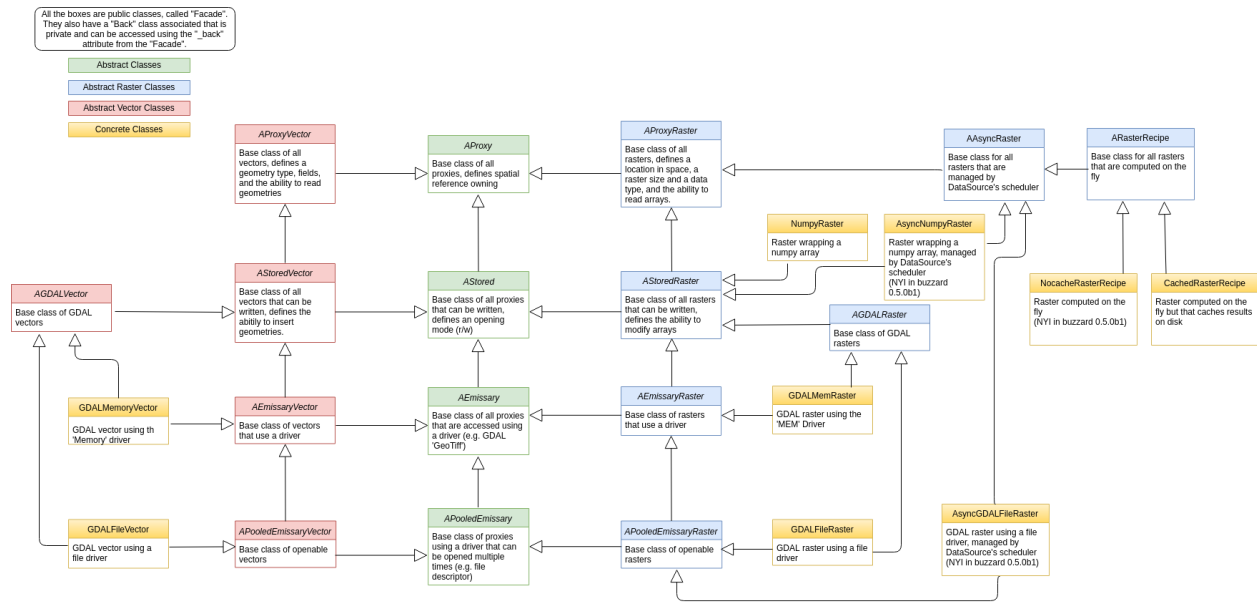 All the boxes are public classes, called "Facade".
They also have a "Back" class associated that is
private and can be accessed using the "_back"
attribute from the "Facade".
Abstract Classes
Abstract Raster Classes
Abstract Vector Classes
Concrete Classes
AProxyVector
Base class of all
vectors, defines a
geometry type, fields,
and the ability to read
geometries
AProxy
Base class of all
proxies, defines spatial
reference owning
AProxyRaster
Base class of all
rasters, defines a
location in space, a
raster size and a data
type, and the ability to
read arrays.
AAsyncRaster
Base class for all
rasters that are
managed by
DataSource's scheduler
ARasterRecipe
Base class for all rasters
that are computed on the
fly
NumpyRaster
Raster wrapping a
numpy array
AsyncNumpyRaster
Raster wrapping a
numpy array, managed
by DataSource's
scheduler
(NYI in buzzard
0.5.0b1)
NocacheRasterRecipe
Raster computed on the
fly
(NYI in buzzard 0.5.0b1)
CachedRasterRecipe
Raster computed on the
fly but that caches results
on disk
AGDALVector
Base class of GDAL
vectors
AStoredVector
Base class of all
vectors that can be
written, defines the
abitily to insert
geometries.
AStored
Base class of all proxies
that can be written,
defines an opening
mode (r/w)
AStoredRaster
Base class of all rasters
that can be written,
defines the ability to
modify arrays
AGDALRaster
Base class of GDAL
rasters
GDALMemoryVector
GDAL vector using th
'Memory' driver
AEmissaryVector
Base class of vectors
that use a driver
AEmissary
Base class of all proxies
that are accessed using
a driver (e.g. GDAL
'GeoTiff')
AEmissaryRaster
Base class of rasters
that use a driver
GDALMemRaster
GDAL raster using the
'MEM' Driver
GDALFileVector
GDAL vector using a
file driver
APooledEmissaryVector
Base class of openable
vectors
APooledEmissary
Base class of proxies
using a driver that can
be opened multiple
times (e.g. file
descriptor)
APooledEmissaryRaster
Base class of openable
rasters
GDALFileRaster
GDAL raster using a file
driver
AsyncGDALFileRaster
GDAL raster using a file
driver, managed by
DataSource's scheduler
(NYI in buzzard 0.5.0b1)